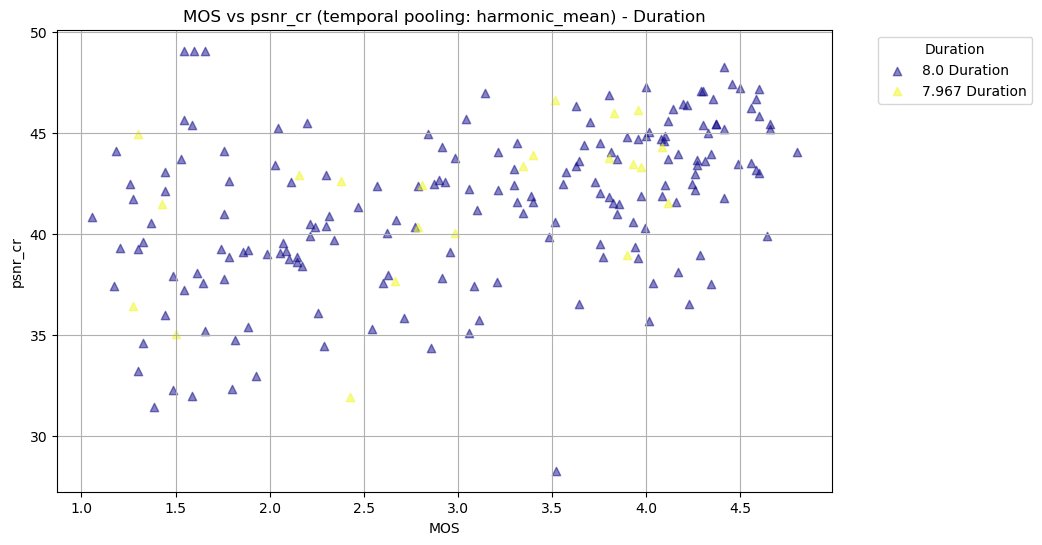 MOS vs psnr_cr (temporal pooling: harmonic_mean) - Duration
Duration
8.0 Duration
7.967 Duration
psnr_cr
50
45
40
35
30
1.0 1.5 2.0 2.5 3.0 3.5 4.0 4.5
MOS